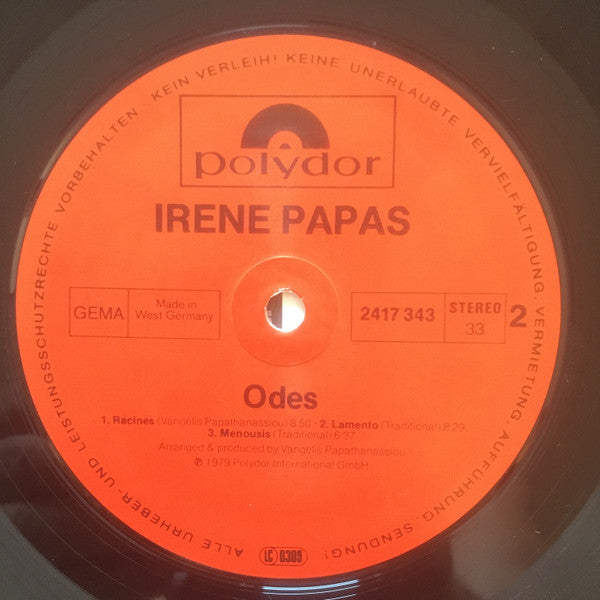 ALLE URHEBER- UND LEISTUNGSSCHUTZRECHTE VORBEHALTEN · KEIN VERLEIH! KEINE UNERLAUBTE VERVIELFÄLTIGUNG, VERMIETUNG, AUFFÜHRUNG, SENDUNG!
polydor
IRENE PAPAS
GEMA
Made in
West Germany
2417 343
STEREO
33
2
Odes
1. Racines (Vangelis Papathanassiou) 8:50 · 2. Lamento (Traditional) 8:29
3. Menousis (Traditional) 6:37
Arranged & produced by Vangelis Papathanassiou
℗ 1979 Polydor International GmbH
LC 0309